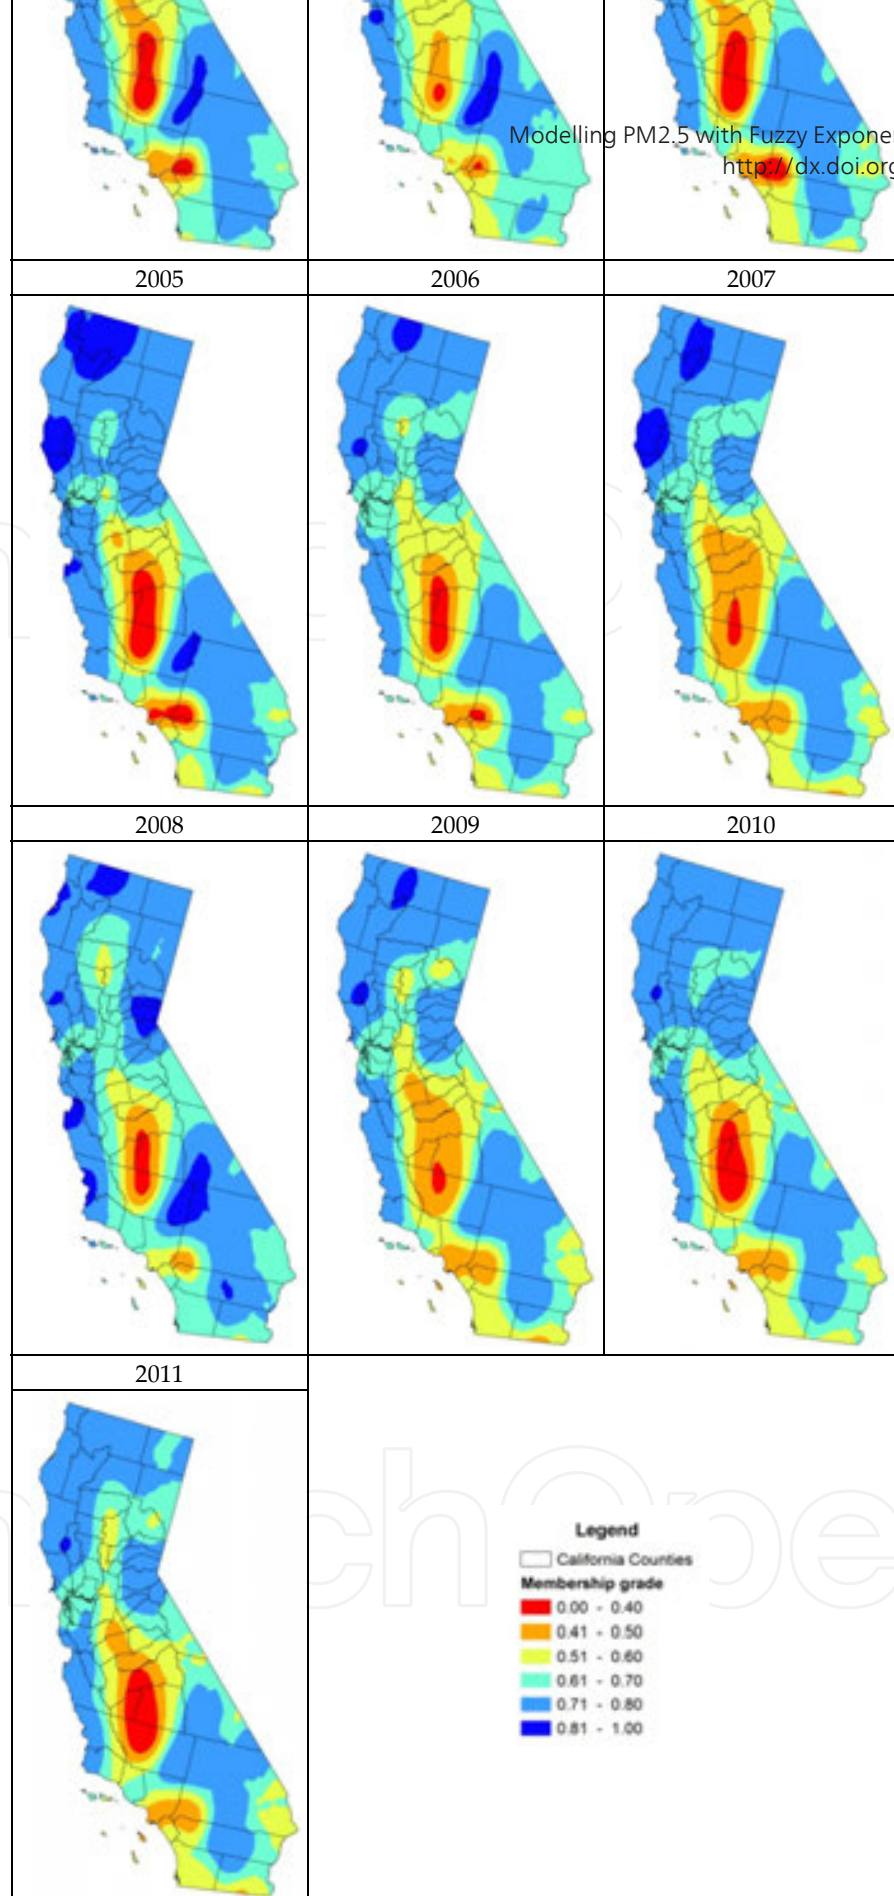 Modelling PM2.5 with Fuzzy Expone
http://dx.doi.org
2005 2006 2007
2008 2009 2010
2011
Legend
California Counties
Membership grade
0.00 - 0.40
0.41 - 0.50
0.51 - 0.60
0.61 - 0.70
0.71 - 0.80
0.81 - 1.00